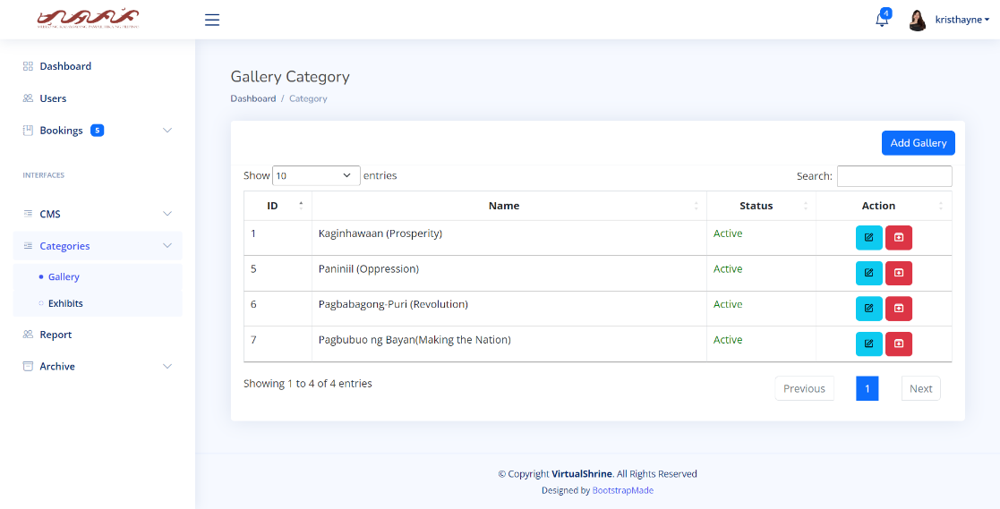 4
kristhayne
Dashboard
Users
Bookings 5
INTERFACES
CMS
Categories
Gallery
Exhibits
Report
Archive
Gallery Category
Dashboard / Category
Add Gallery
Show 10 entries
Search:
ID Name Status Action
1 Kaginhawaan (Prosperity) Active
5 Paniniil (Oppression) Active
6 Pagbabagong-Puri (Revolution) Active
7 Pagbubuo ng Bayan(Making the Nation) Active
Showing 1 to 4 of 4 entries
Previous 1 Next
© Copyright VirtualShrine. All Rights Reserved
Designed by BootstrapMade